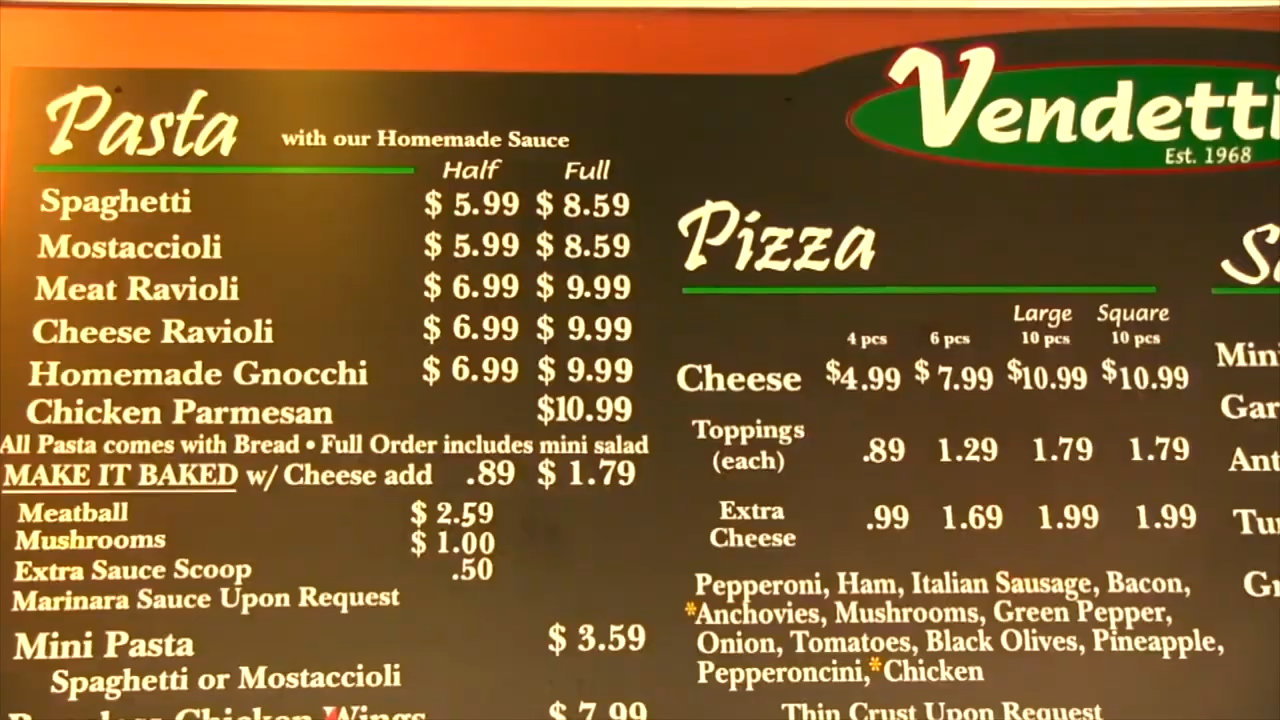 Pasta with our Homemade Sauce
Half Full
Spaghetti $ 5.99 $ 8.59
Mostaccioli $ 5.99 $ 8.59
Meat Ravioli $ 6.99 $ 9.99
Cheese Ravioli $ 6.99 $ 9.99
Homemade Gnocchi $ 6.99 $ 9.99
Chicken Parmesan $10.99
All Pasta comes with Bread • Full Order includes mini salad
MAKE IT BAKED w/ Cheese add .89 $ 1.79
Meatball $ 2.59
Mushrooms $ 1.00
Extra Sauce Scoop .50
Marinara Sauce Upon Request
Mini Pasta $ 3.59
Spaghetti or Mostaccioli
Chicken Wings $ 7.99
Vendetti
Est. 1968
Pizza
Large Square
4 pcs 6 pcs 10 pcs 10 pcs
Cheese $4.99 $ 7.99 $10.99 $10.99
Toppings
(each) .89 1.29 1.79 1.79
Extra
Cheese .99 1.69 1.99 1.99
Pepperoni, Ham, Italian Sausage, Bacon,
*Anchovies, Mushrooms, Green Pepper,
Onion, Tomatoes, Black Olives, Pineapple,
Pepperoncini,*Chicken
Thin Crust Upon Request
Mini
Gar
Ant
Tu